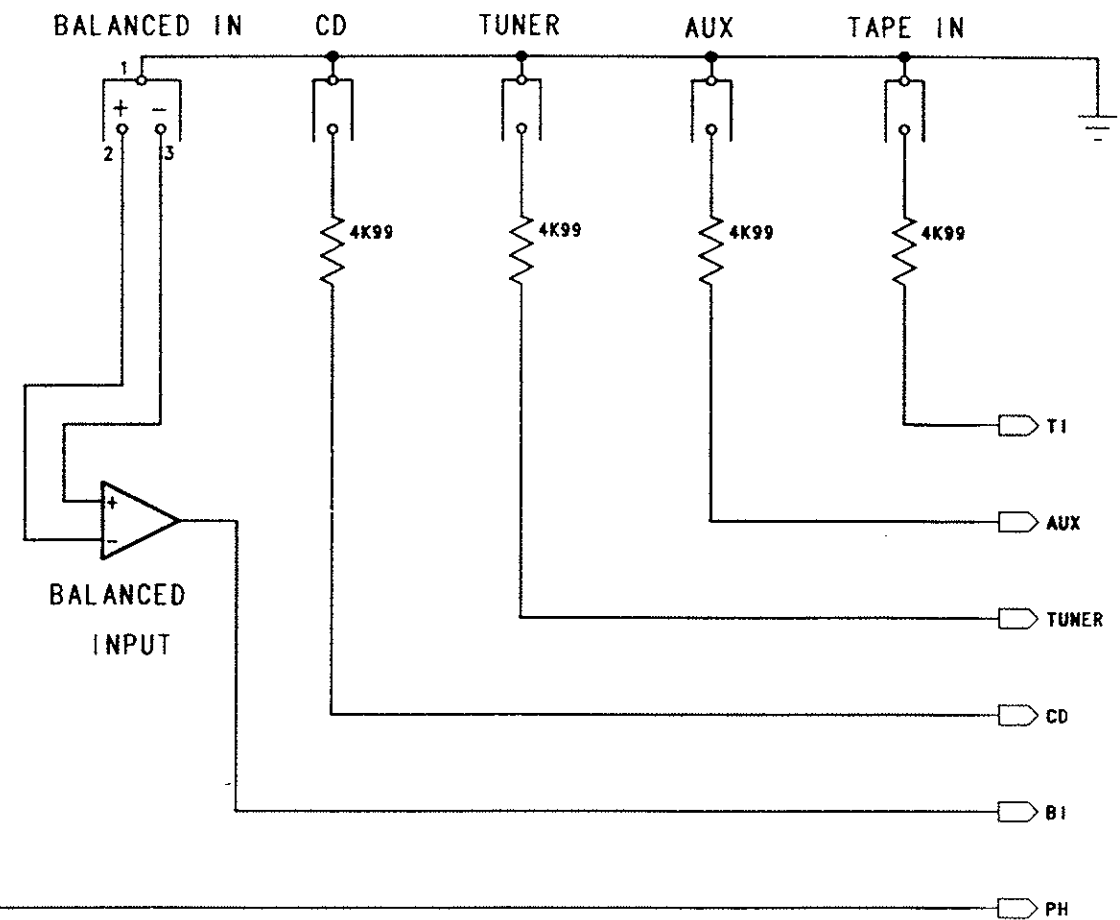 BALANCED IN CD TUNER AUX TAPE IN
1
+ -
2 3
4K99 4K99 4K99 4K99
TI
+
AUX
-
BALANCED
INPUT
TUNER
CD
BI
PH